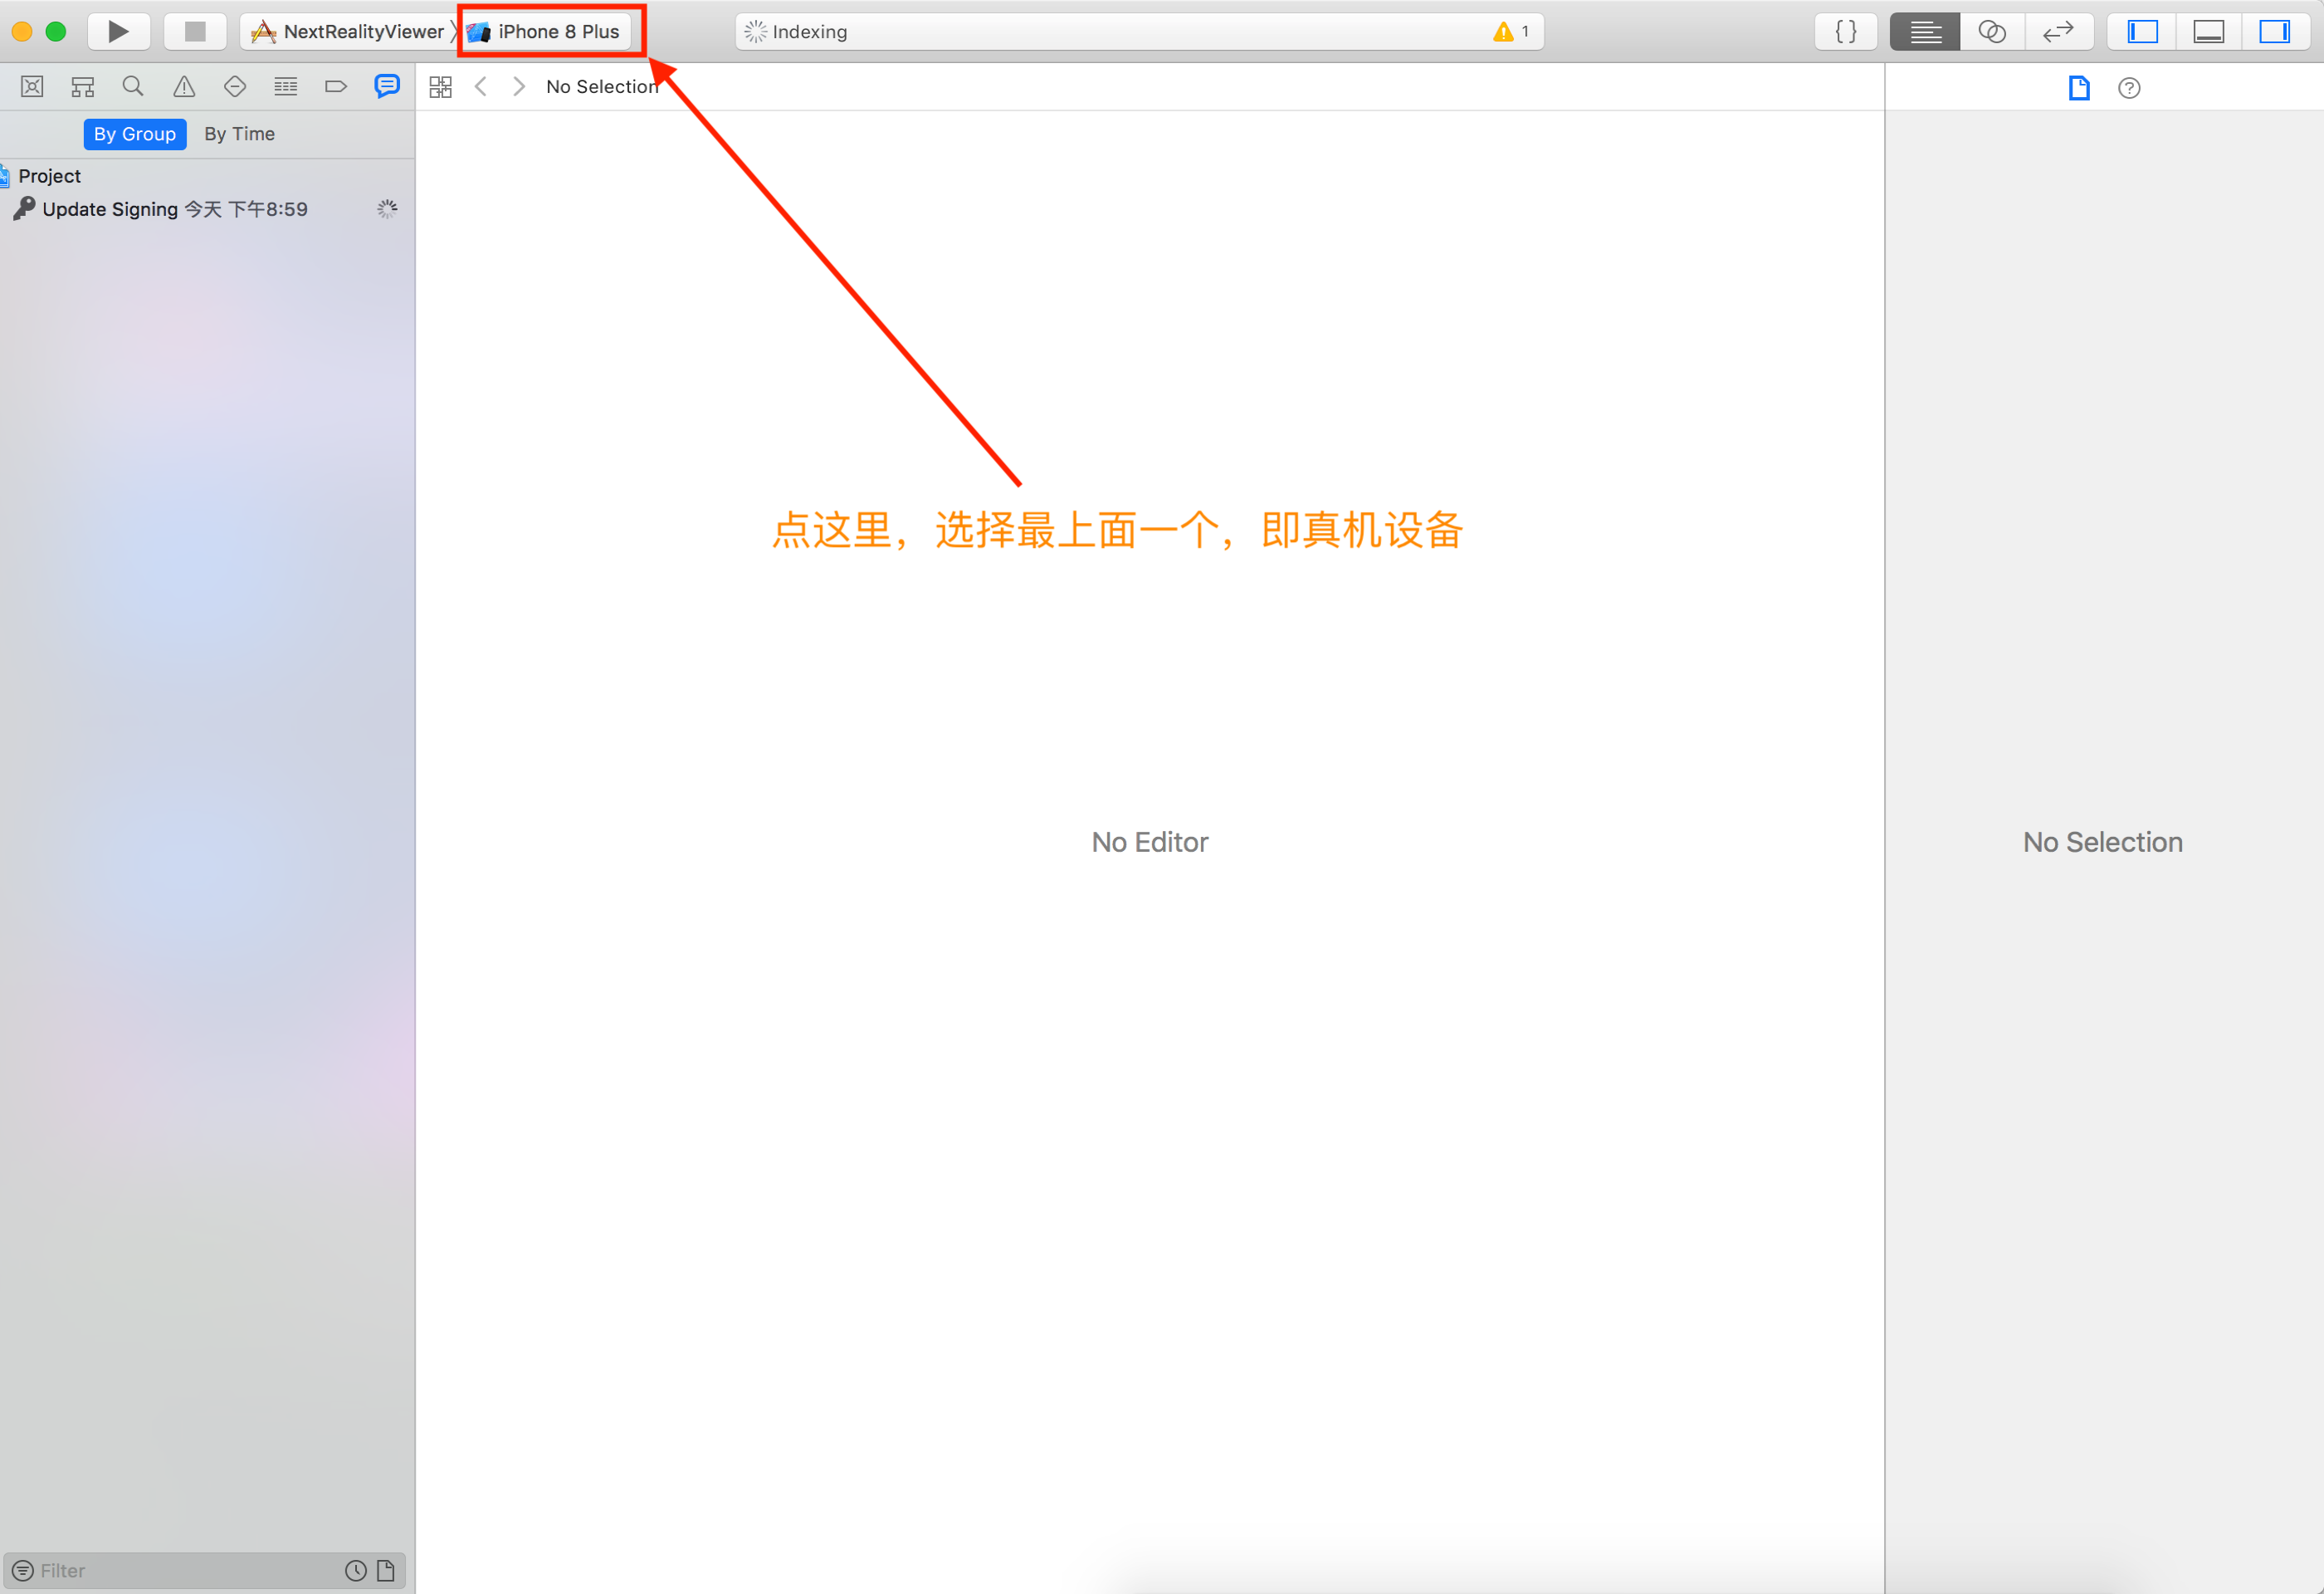 NextRealityViewer
iPhone 8 Plus
Indexing
1
No Selection
By Group
By Time
Project
Update Signing 今天 下午8:59
点这里，选择最上面一个，即真机设备
No Editor
No Selection
Filter